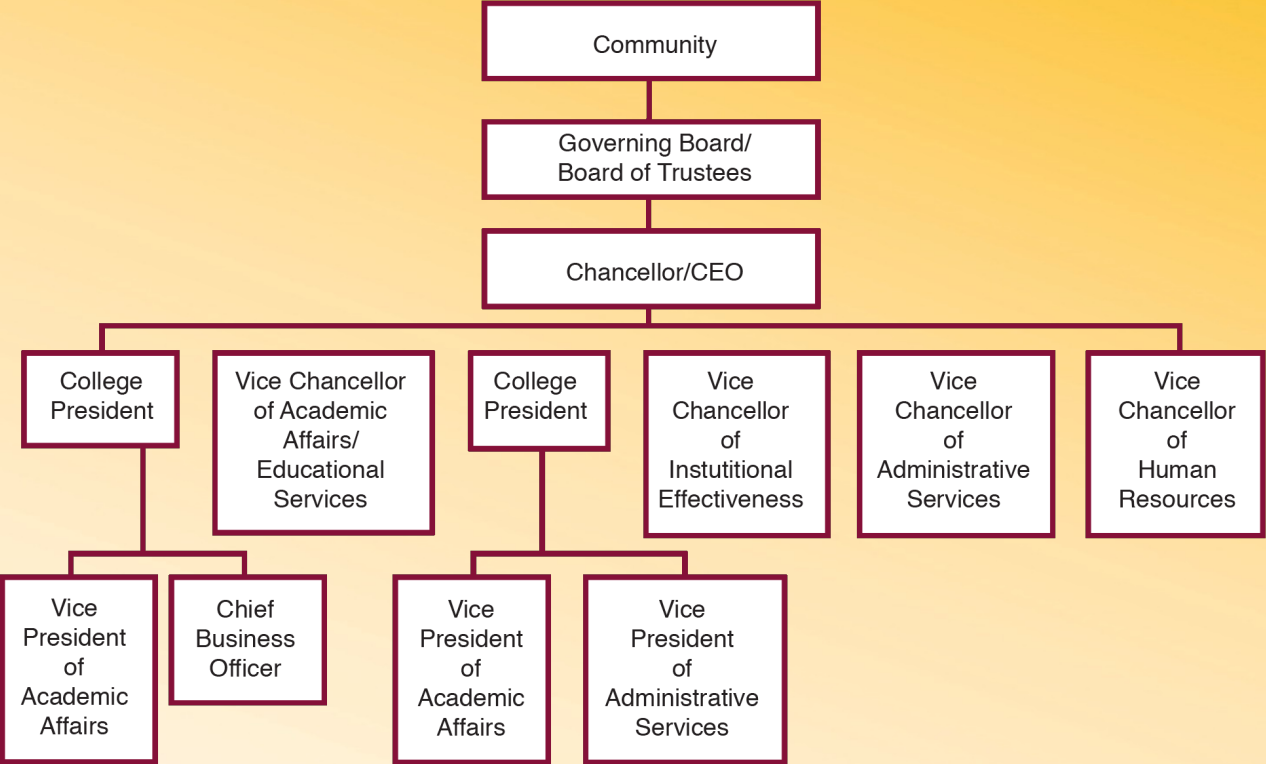 Community
Governing Board/
Board of Trustees
Chancellor/CEO
College
President
Vice Chancellor
of Academic
Affairs/
Educational
Services
College
President
Vice
Chancellor
of
Instutitional
Effectiveness
Vice
Chancellor
of
Administrative
Services
Vice
Chancellor
of
Human
Resources
Vice
President
of
Academic
Affairs
Chief
Business
Officer
Vice
President
of
Academic
Affairs
Vice
President
of
Administrative
Services